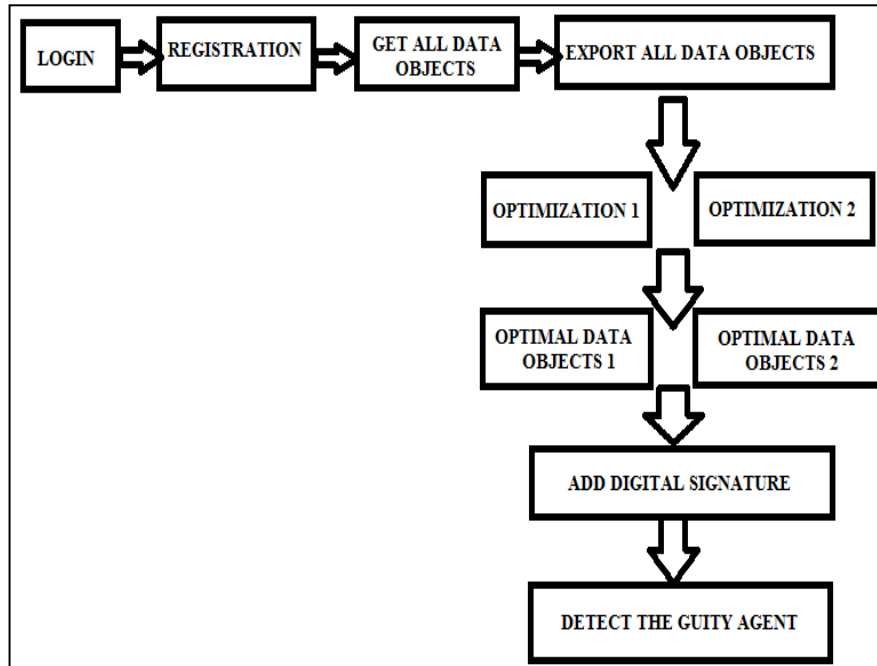 LOGIN
REGISTRATION
GET ALL DATA
OBJECTS
EXPORT ALL DATA OBJECTS
OPTIMIZATION 1
OPTIMIZATION 2
OPTIMAL DATA
OBJECTS 1
OPTIMAL DATA
OBJECTS 2
ADD DIGITAL SIGNATURE
DETECT THE GUITY AGENT